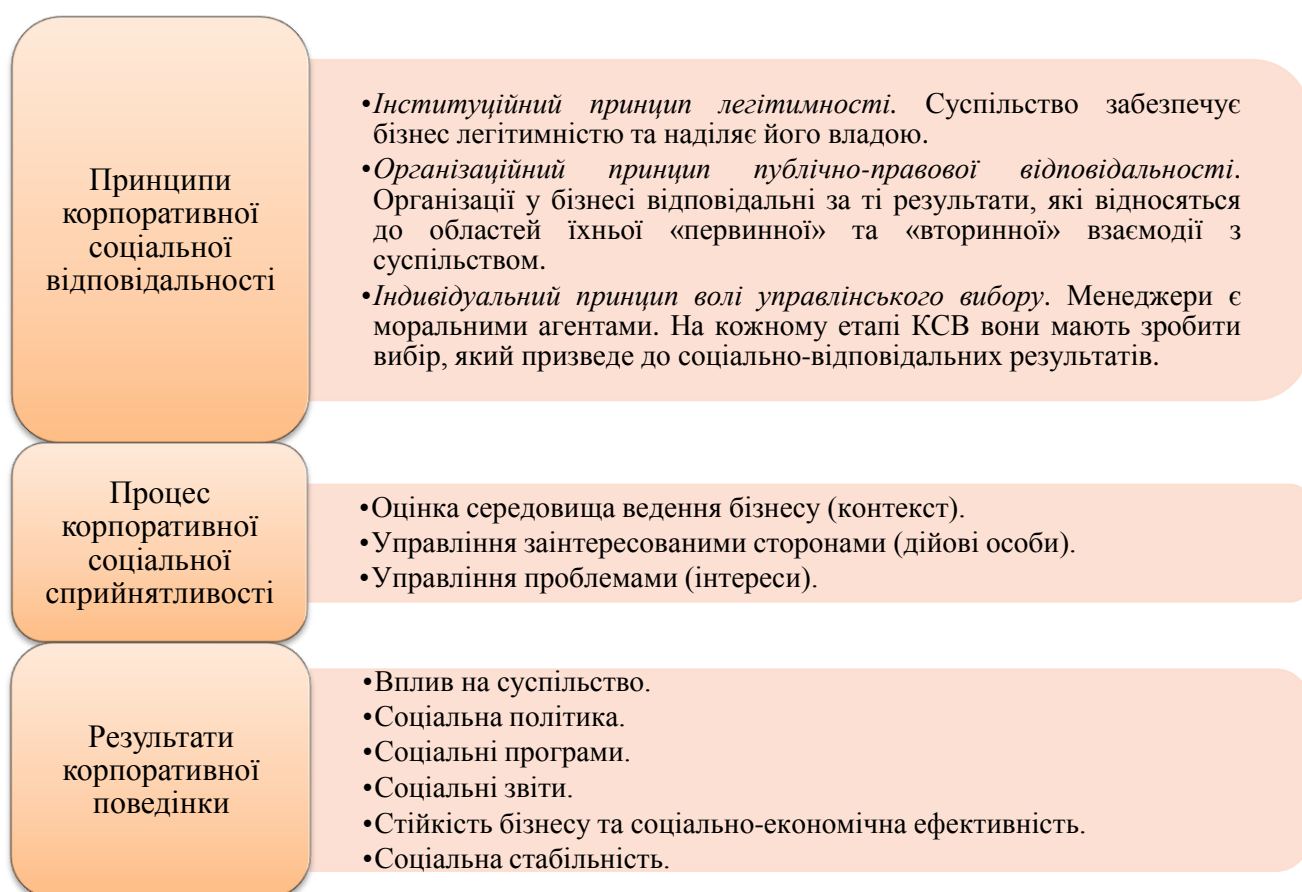 Принципи
корпоративної
соціальної
відповідальності
•Інституційний принцип легітимності. Суспільство забезпечує
бізнес легітимністю та наділяє його владою.
•Організаційний принцип публічно-правової відповідальності.
Організації у бізнесі відповідальні за ті результати, які відносяться
до областей їхньої «первинної» та «вторинної» взаємодії з
суспільством.
•Індивідуальний принцип волі управлінського вибору. Менеджери є
моральними агентами. На кожному етапі КСВ вони мають зробити
вибір, який призведе до соціально-відповідальних результатів.
Процес
корпоративної
соціальної
сприйнятливості
•Оцінка середовища ведення бізнесу (контекст).
•Управління заінтересованими сторонами (дійові особи).
•Управління проблемами (інтереси).
Результати
корпоративної
поведінки
•Вплив на суспільство.
•Соціальна політика.
•Соціальні програми.
•Соціальні звіти.
•Стійкість бізнесу та соціально-економічна ефективність.
•Соціальна стабільність.